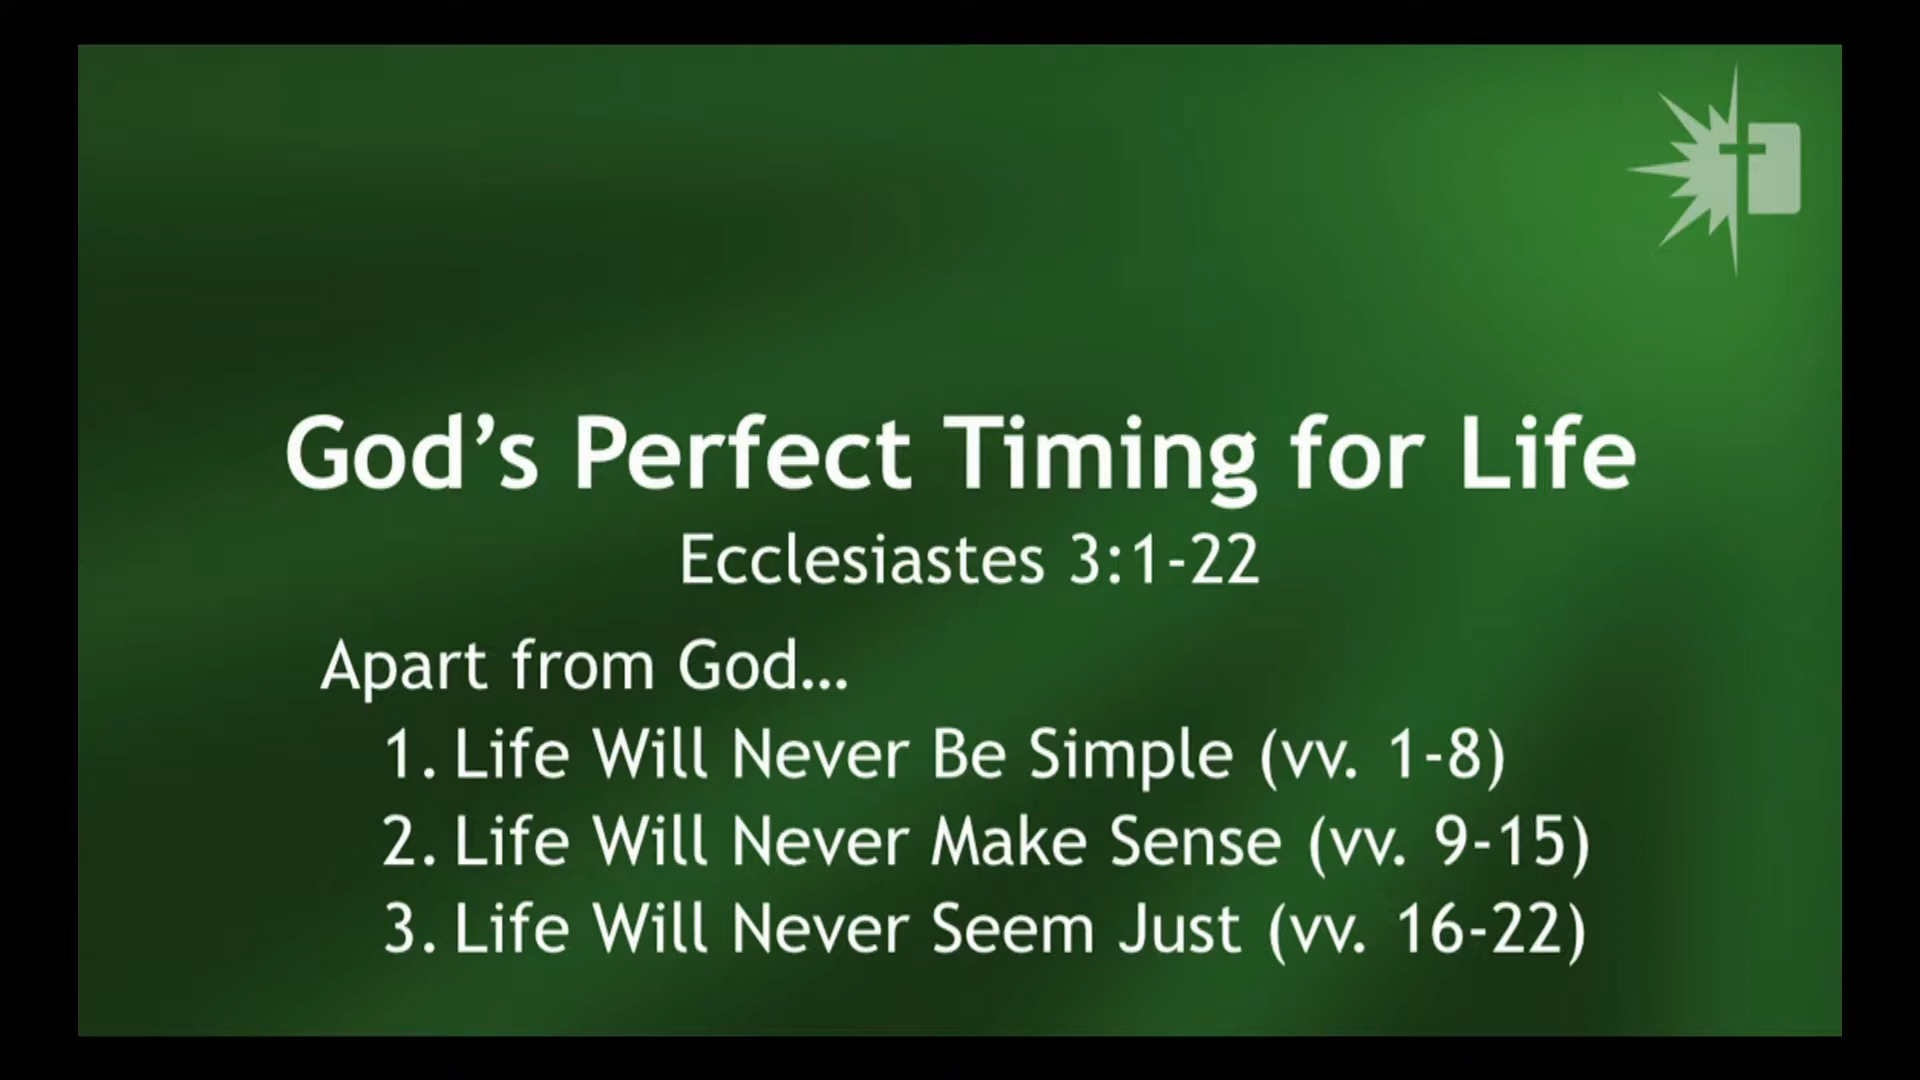 God’s Perfect Timing for Life
Ecclesiastes 3:1-22
Apart from God...
1. Life Will Never Be Simple (vv. 1-8)
2. Life Will Never Make Sense (vv. 9-15)
3. Life Will Never Seem Just (vv. 16-22)